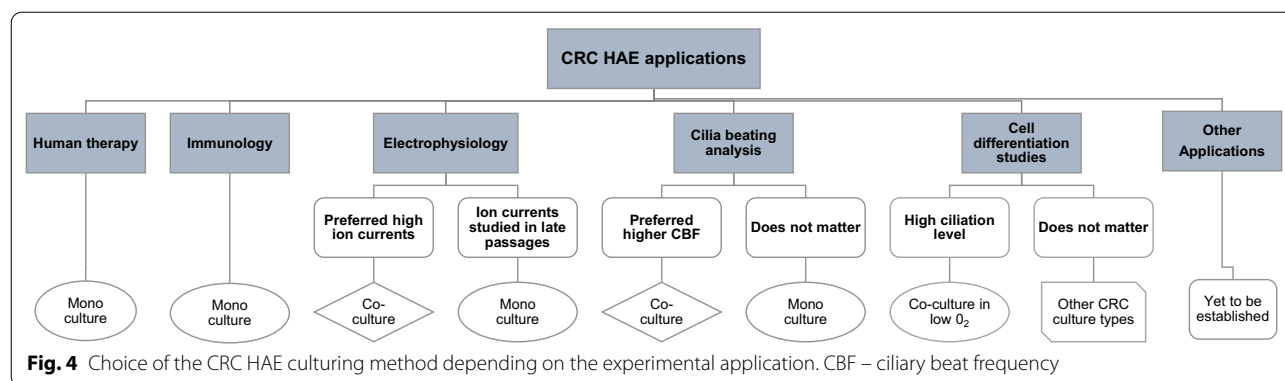 CRC HAE applications
Human therapy
Immunology
Electrophysiology
Cilia beating
analysis
Cell
differentiation
studies
Other
Applications
Preferred high
ion currents
Ion currents
studied in late
passages
Preferred
higher CBF
Does not matter
High ciliation
level
Does not matter
Mono
culture
Mono
culture
Co-
culture
Mono
culture
Co-
culture
Mono
culture
Co-culture in
low 0₂
Other CRC
culture types
Yet to be
established
Fig. 4 Choice of the CRC HAE culturing method depending on the experimental application. CBF – ciliary beat frequency